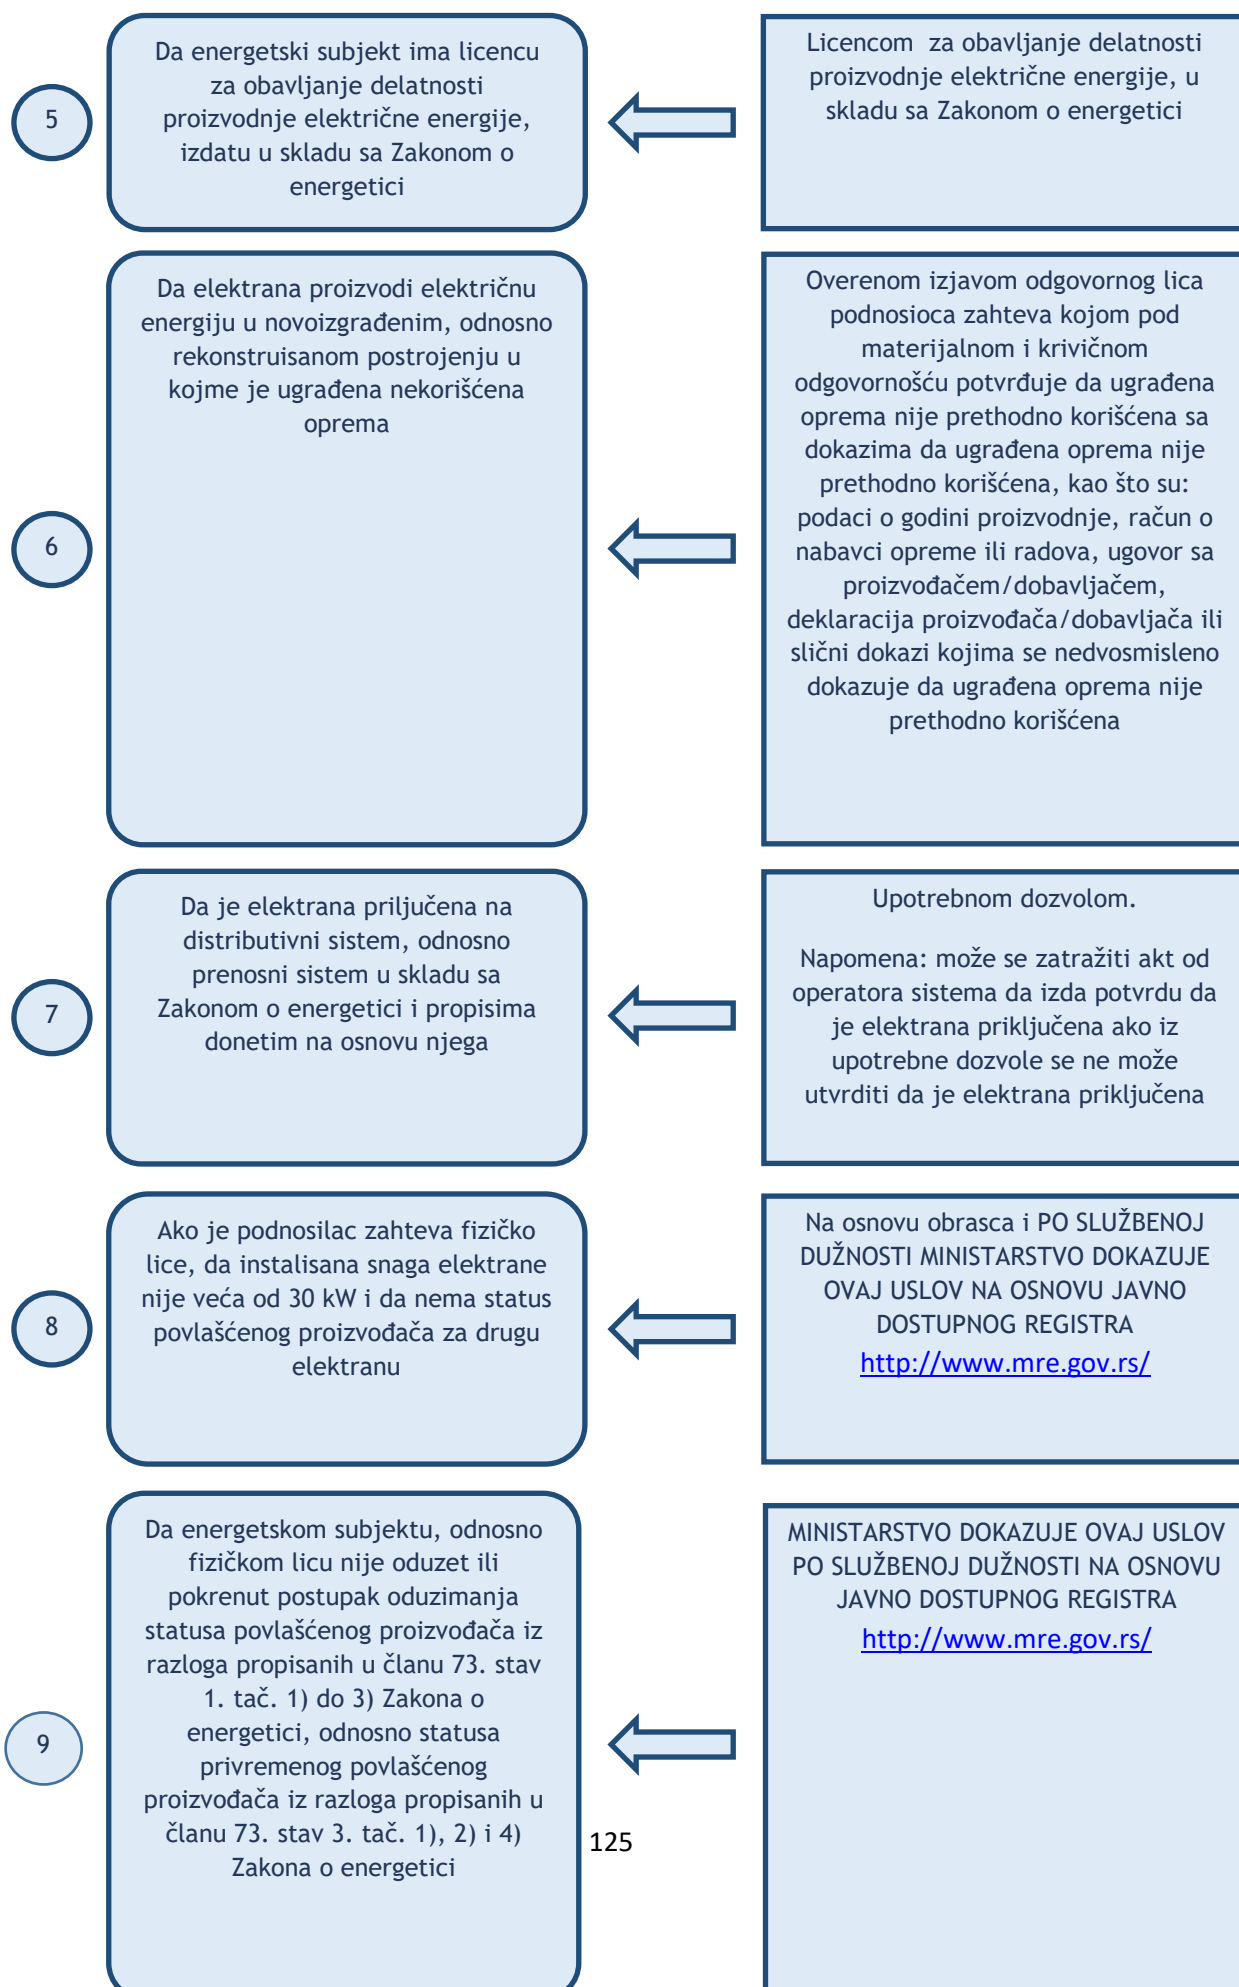 5
Da energetski subjekt ima licencu
za obavljanje delatnosti
proizvodnje električne energije,
izdatu u skladu sa Zakonom o
energetici
Licencom  za obavljanje delatnosti
proizvodnje električne energije, u
skladu sa Zakonom o energetici
6
Da elektrana proizvodi električnu
energiju u novoizgrađenim, odnosno
rekonstruisanom postrojenju u
kojme je ugrađena nekorišćena
oprema
Overenom izjavom odgovornog lica
podnosioca zahteva kojom pod
materijalnom i krivičnom
odgovornošću potvrđuje da ugrađena
oprema nije prethodno korišćena sa
dokazima da ugrađena oprema nije
prethodno korišćena, kao što su:
podaci o godini proizvodnje, račun o
nabavci opreme ili radova, ugovor sa
proizvođačem/dobavljačem,
deklaracija proizvođača/dobavljača ili
slični dokazi kojima se nedvosmisleno
dokazuje da ugrađena oprema nije
prethodno korišćena
7
Da je elektrana priljučena na
distributivni sistem, odnosno
prenosni sistem u skladu sa
Zakonom o energetici i propisima
donetim na osnovu njega
Upotrebnom dozvolom.
Napomena: može se zatražiti akt od
operatora sistema da izda potvrdu da
je elektrana priključena ako iz
upotrebne dozvole se ne može
utvrditi da je elektrana priključena
8
Ako je podnosilac zahteva fizičko
lice, da instalisana snaga elektrane
nije veća od 30 kW i da nema status
povlašćenog proizvođača za drugu
elektranu
Na osnovu obrasca i PO SLUŽBENOJ
DUŽNOSTI MINISTARSTVO DOKAZUJE
OVAJ USLOV NA OSNOVU JAVNO
DOSTUPNOG REGISTRA
http://www.mre.gov.rs/
9
Da energetskom subjektu, odnosno
fizičkom licu nije oduzet ili
pokrenut postupak oduzimanja
statusa povlašćenog proizvođača iz
razloga propisanih u članu 73. stav
1. tač. 1) do 3) Zakona o
energetici, odnosno statusa
privremenog povlašćenog
proizvođača iz razloga propisanih u
članu 73. stav 3. tač. 1), 2) i 4)
Zakona o energetici
MINISTARSTVO DOKAZUJE OVAJ USLOV
PO SLUŽBENOJ DUŽNOSTI NA OSNOVU
JAVNO DOSTUPNOG REGISTRA
http://www.mre.gov.rs/
125